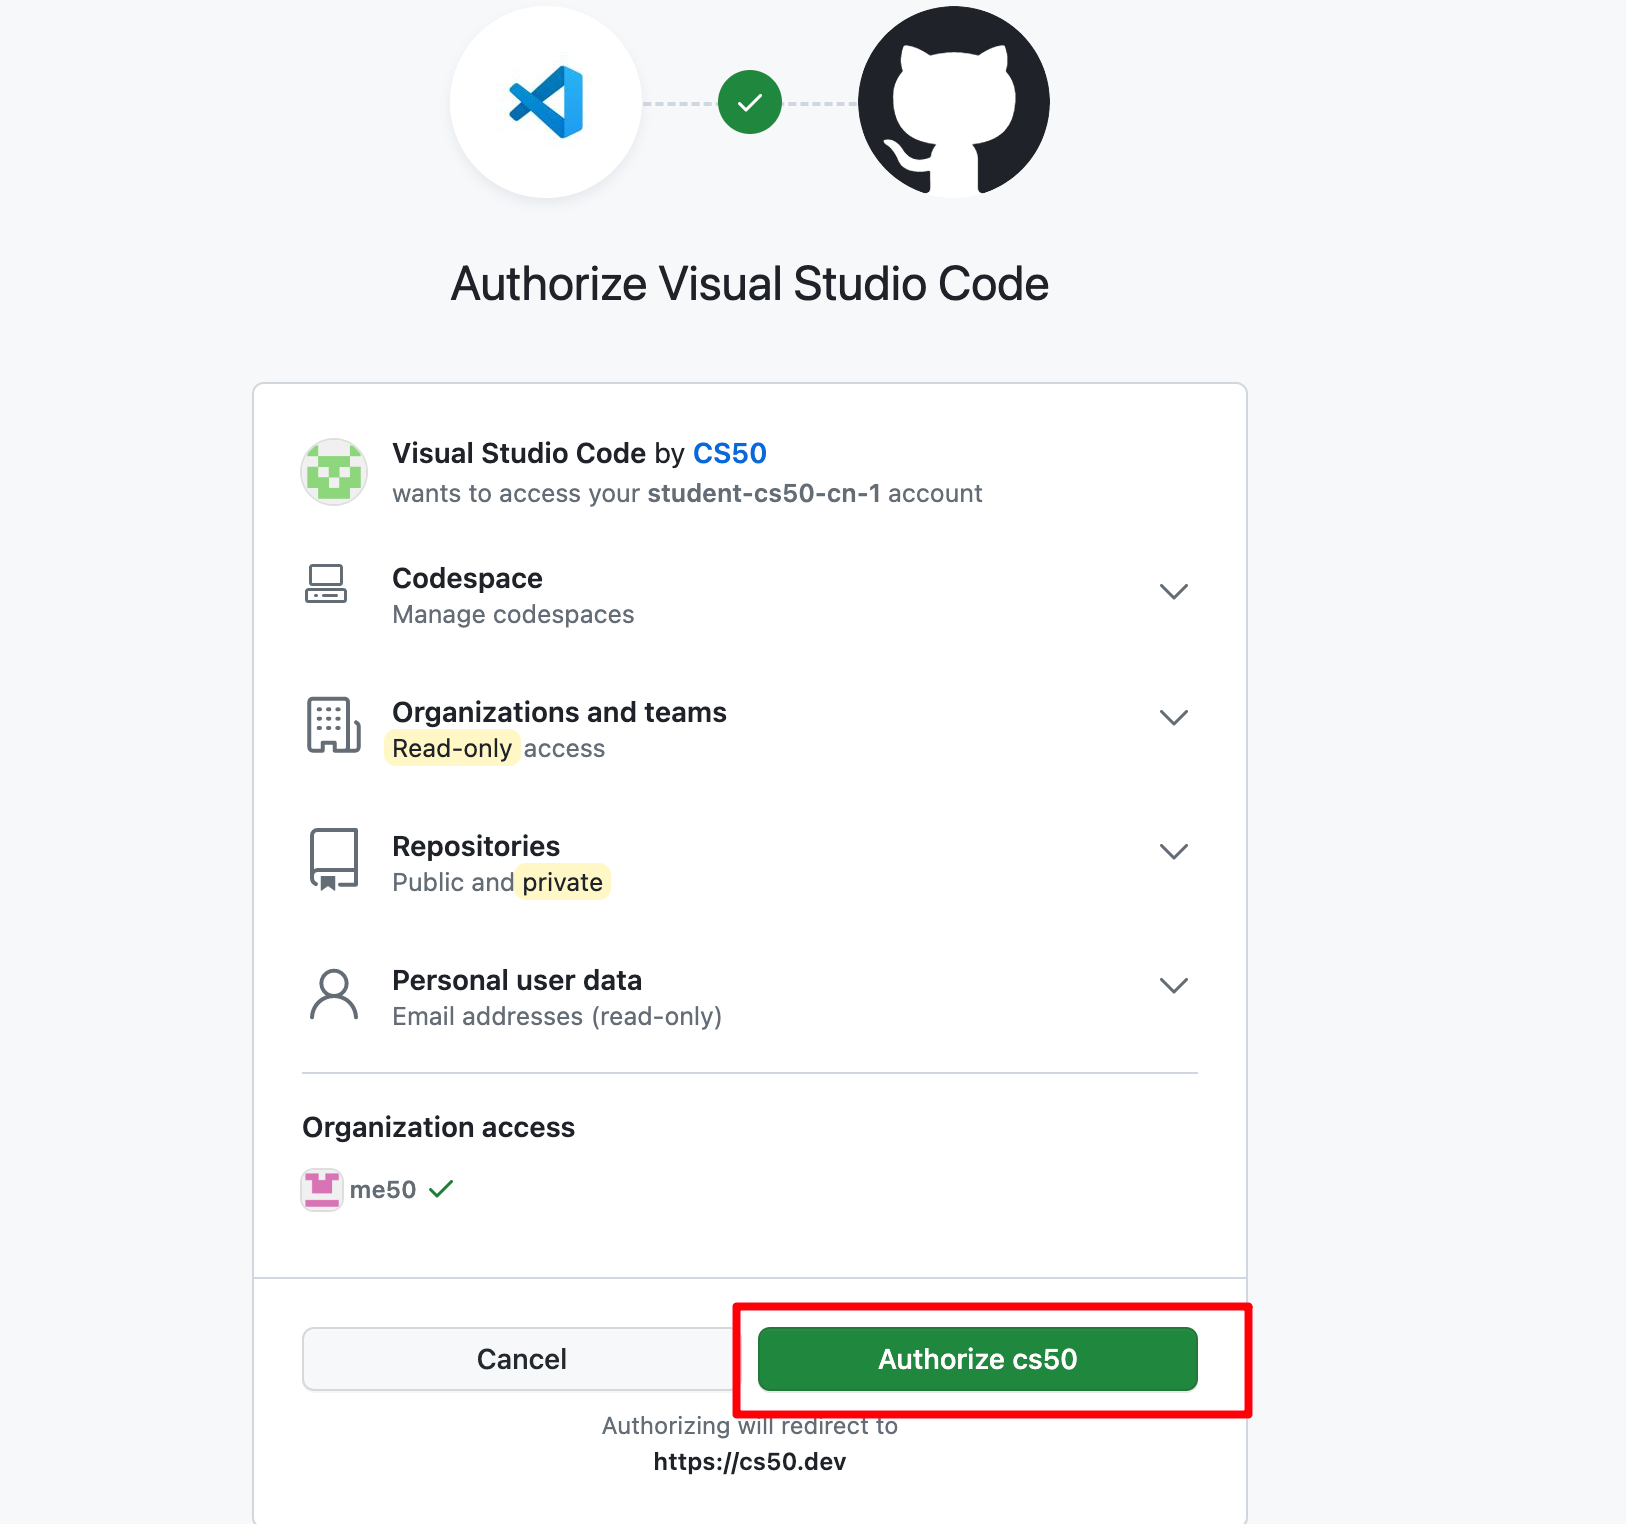 Authorize Visual Studio Code
Visual Studio Code by CS50
wants to access your student-cs50-cn-1 account
Codespace
Manage codespaces
Organizations and teams
Read-only access
Repositories
Public and private
Personal user data
Email addresses (read-only)
Organization access
me50
Cancel
Authorize cs50
Authorizing will redirect to
https://cs50.dev